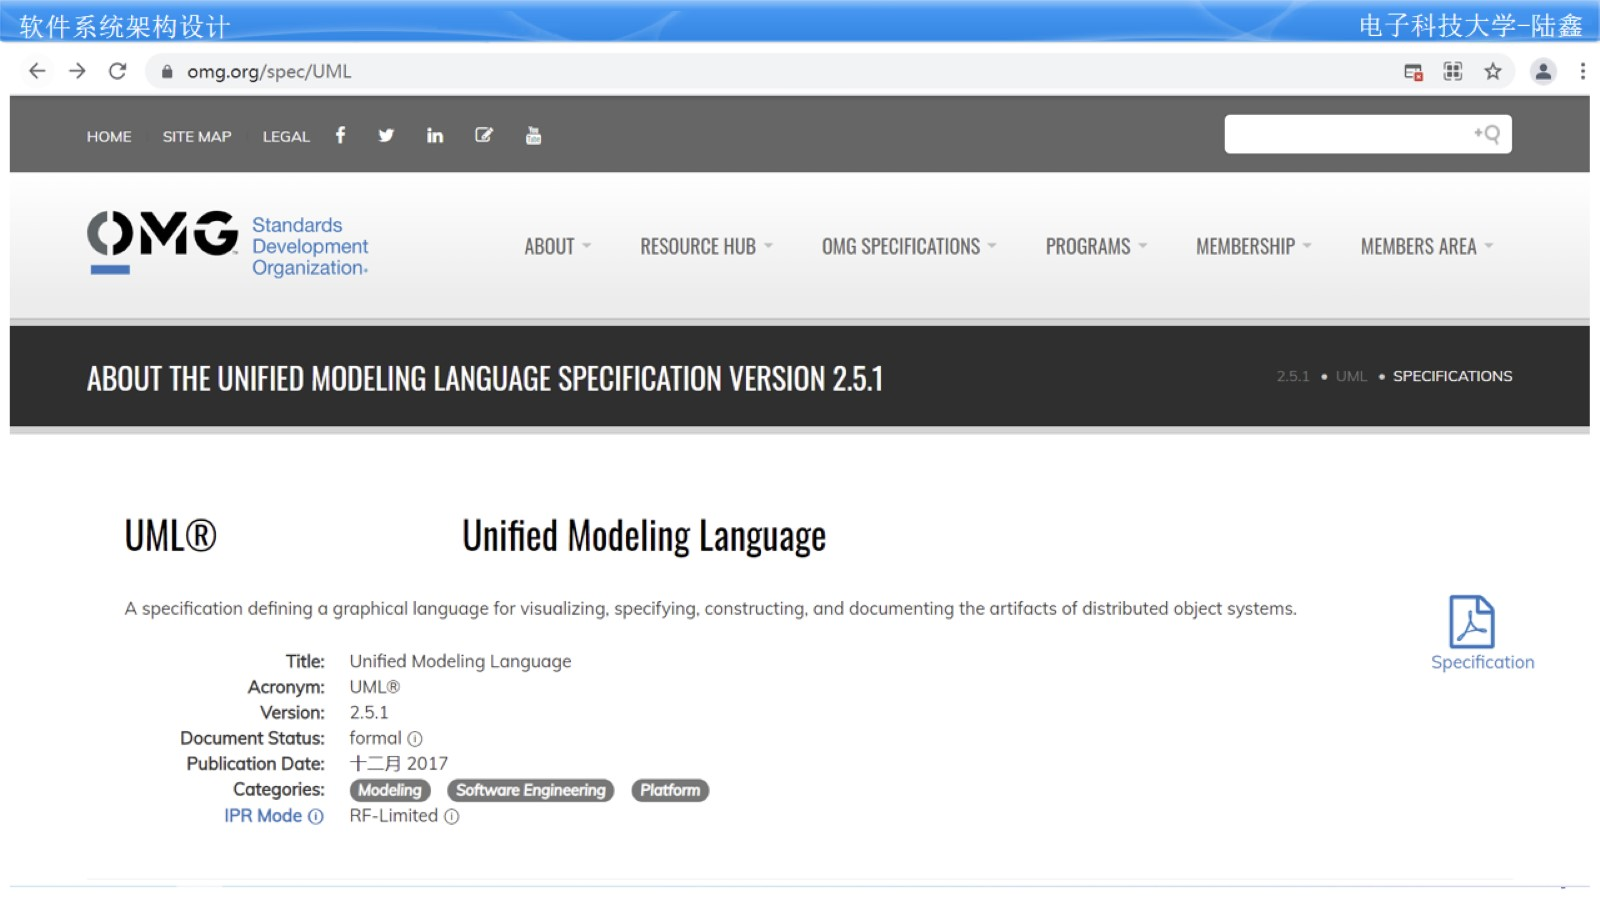 软件系统架构设计
电子科技大学-陆鑫
omg.org/spec/UML
HOME SITE MAP LEGAL
OMG Standards
Development
Organization
ABOUT RESOURCE HUB OMG SPECIFICATIONS PROGRAMS MEMBERSHIP MEMBERS AREA
ABOUT THE UNIFIED MODELING LANGUAGE SPECIFICATION VERSION 2.5.1
2.5.1 • UML • SPECIFICATIONS
UML® Unified Modeling Language
A specification defining a graphical language for visualizing, specifying, constructing, and documenting the artifacts of distributed object systems.
Specification
Title: Unified Modeling Language
Acronym: UML®
Version: 2.5.1
Document Status: formal
Publication Date: 十二月 2017
Categories: Modeling Software Engineering Platform
IPR Mode RF-Limited